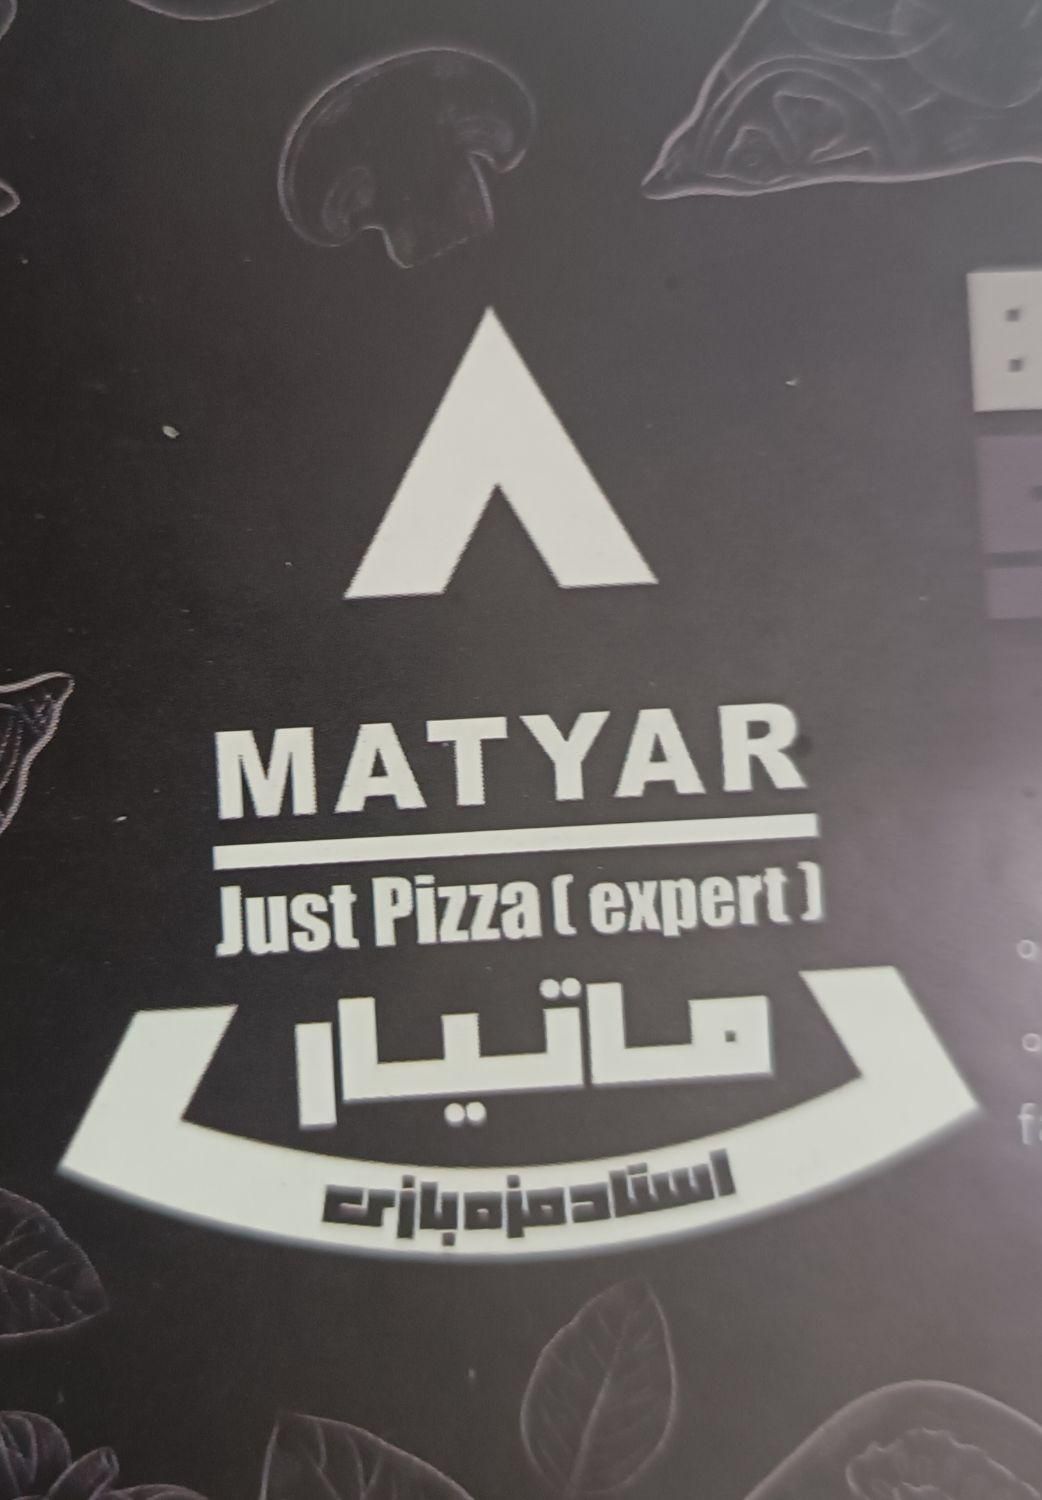 MATYAR
Just Pizza ( expert )
ماتیار
استاد مزه بازی